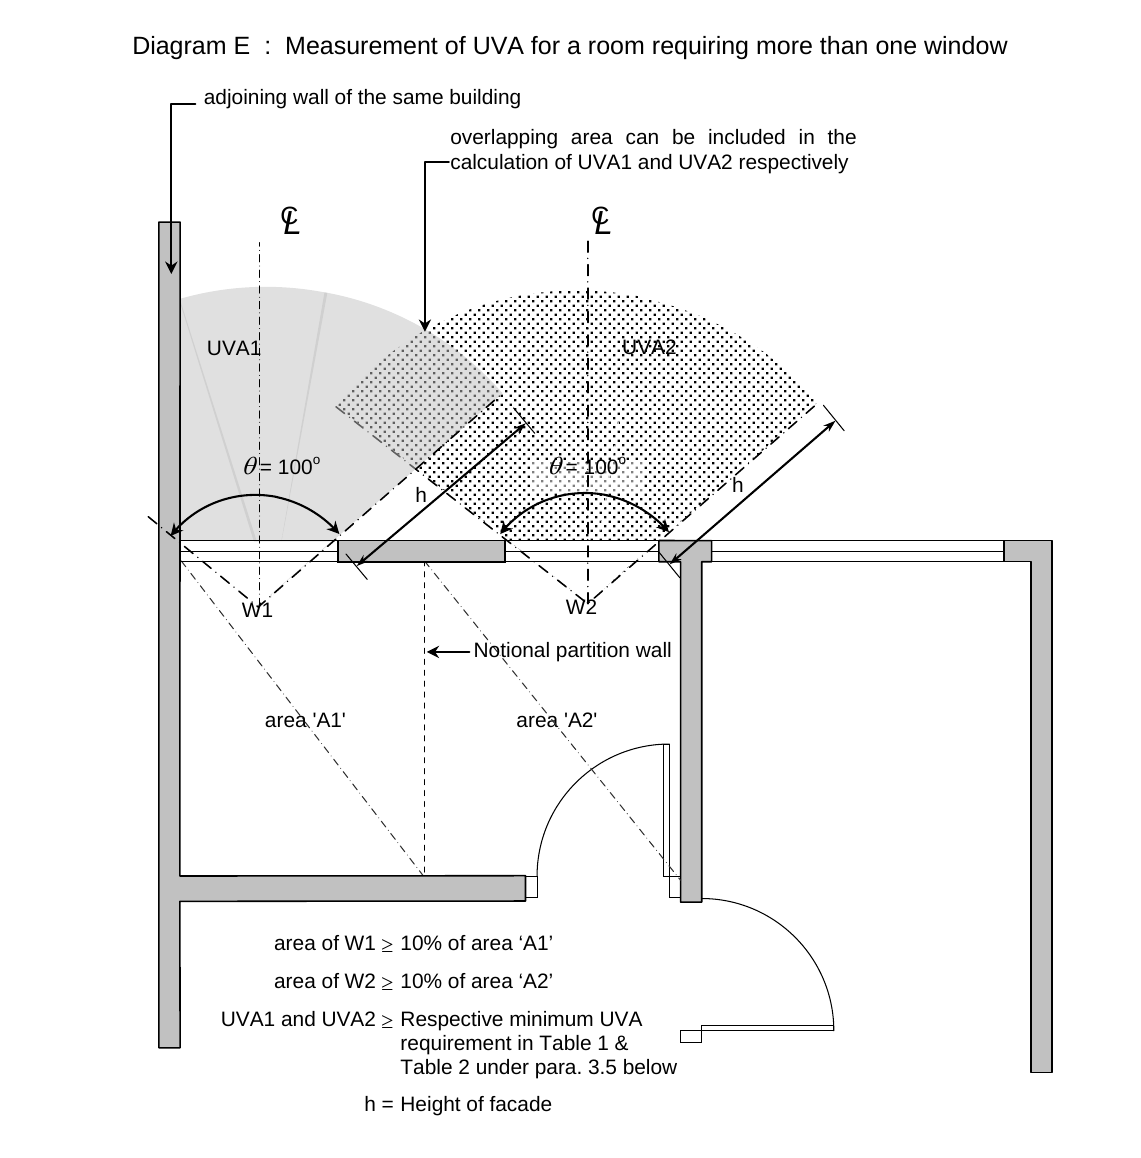 Diagram E : Measurement of UVA for a room requiring more than one window
adjoining wall of the same building
overlapping area can be included in the
calculation of UVA1 and UVA2 respectively
℄ ℄
UVA1 UVA2
θ = 100° θ = 100°
h h
W1 W2
Notional partition wall
area 'A1' area 'A2'
area of W1 ≥ 10% of area ‘A1’
area of W2 ≥ 10% of area ‘A2’
UVA1 and UVA2 ≥ Respective minimum UVA
requirement in Table 1 &
Table 2 under para. 3.5 below
h = Height of facade